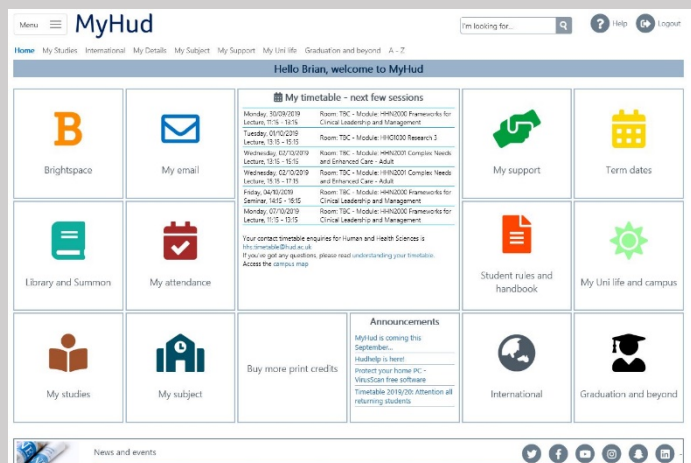 Menu MyHud I'm looking for... Help Logout
Home My Studies International My Details My Subject My Support My Uni life Graduation and beyond A - Z
Hello Brian, welcome to MyHud
Brightspace
My email
My timetable - next few sessions
Monday, 30/09/2019 Room: TBC - Module: HHN2000 Frameworks for
Lecture, 11:15 - 13:15 Clinical Leadership and Management
Tuesday, 01/10/2019 Room: TBC - Module: HHG1030 Research 3
Lecture, 13:15 - 15:15
Wednesday, 02/10/2019 Room: TBC - Module: HHN2001 Complex Needs
Lecture, 13:15 - 15:15 and Enhanced Care - Adult
Wednesday, 02/10/2019 Room: TBC - Module: HHN2001 Complex Needs
Lecture, 15:15 - 17:15 and Enhanced Care - Adult
Friday, 04/10/2019 Room: TBC - Module: HHN2000 Frameworks for
Seminar, 14:15 - 16:15 Clinical Leadership and Management
Monday, 07/10/2019 Room: TBC - Module: HHN2000 Frameworks for
Lecture, 11:15 - 13:15 Clinical Leadership and Management
Your contact timetable enquiries for Human and Health Sciences is
hhs.timetable@hud.ac.uk
If you've got any questions, please read understanding your timetable.
Access the campus map
My support
Term dates
Library and Summon
My attendance
Student rules and
handbook
My Uni life and campus
My studies
My subject
Buy more print credits
Announcements
MyHud is coming this
September...
Hudhelp is here!
Protect your home PC -
VirusScan free software
Timetable 2019/20: Attention all
returning students
International
Graduation and beyond
News and events